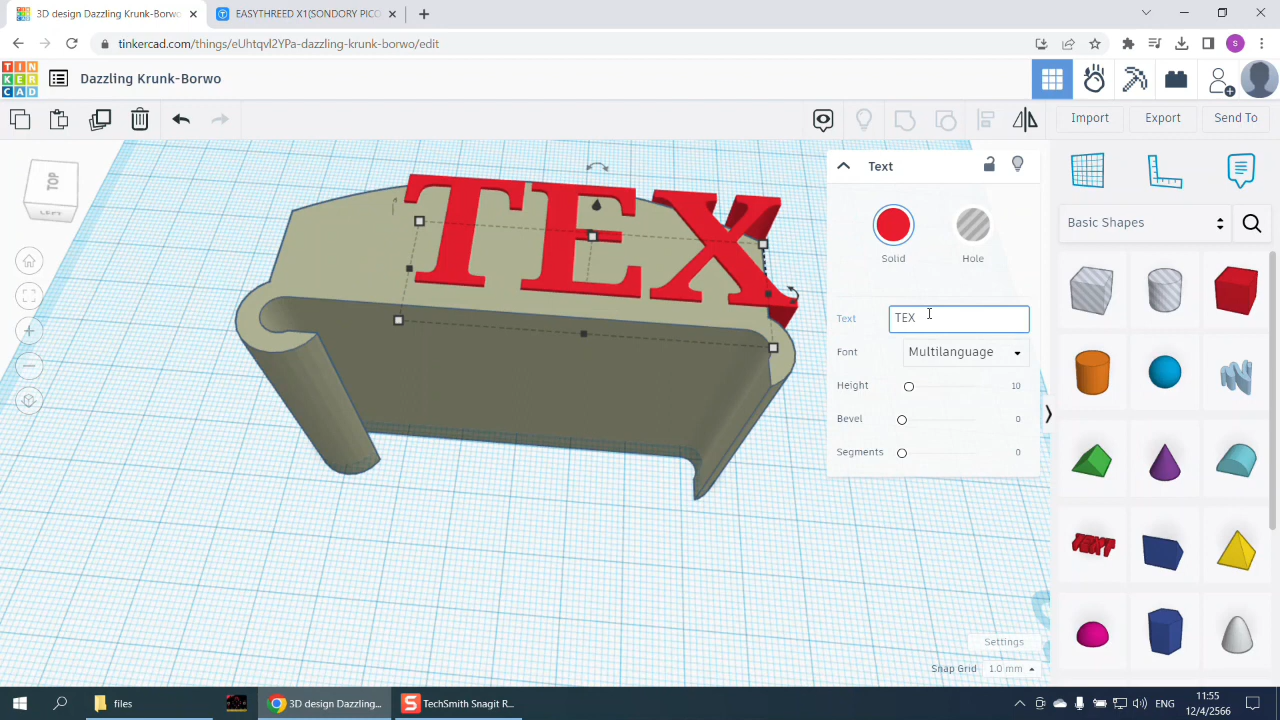 3D design Dazzling Krunk-Borwo
EASYTHREED X1(SONDORY PICO
tinkercad.com/things/eUhtqvl2YPa-dazzling-krunk-borwo/edit
S
TIN
KER
CAD
Dazzling Krunk-Borwo
Import
Export
Send To
TOP
LEFT
TEX
Text
Solid
Hole
Text
TEX
Font
Multilanguage
Height
10
Bevel
0
Segments
0
Basic Shapes
TEXT
Settings
Snap Grid
1.0 mm
files
3D design Dazzling...
S
TechSmith Snagit R...
11:55
12/4/2566